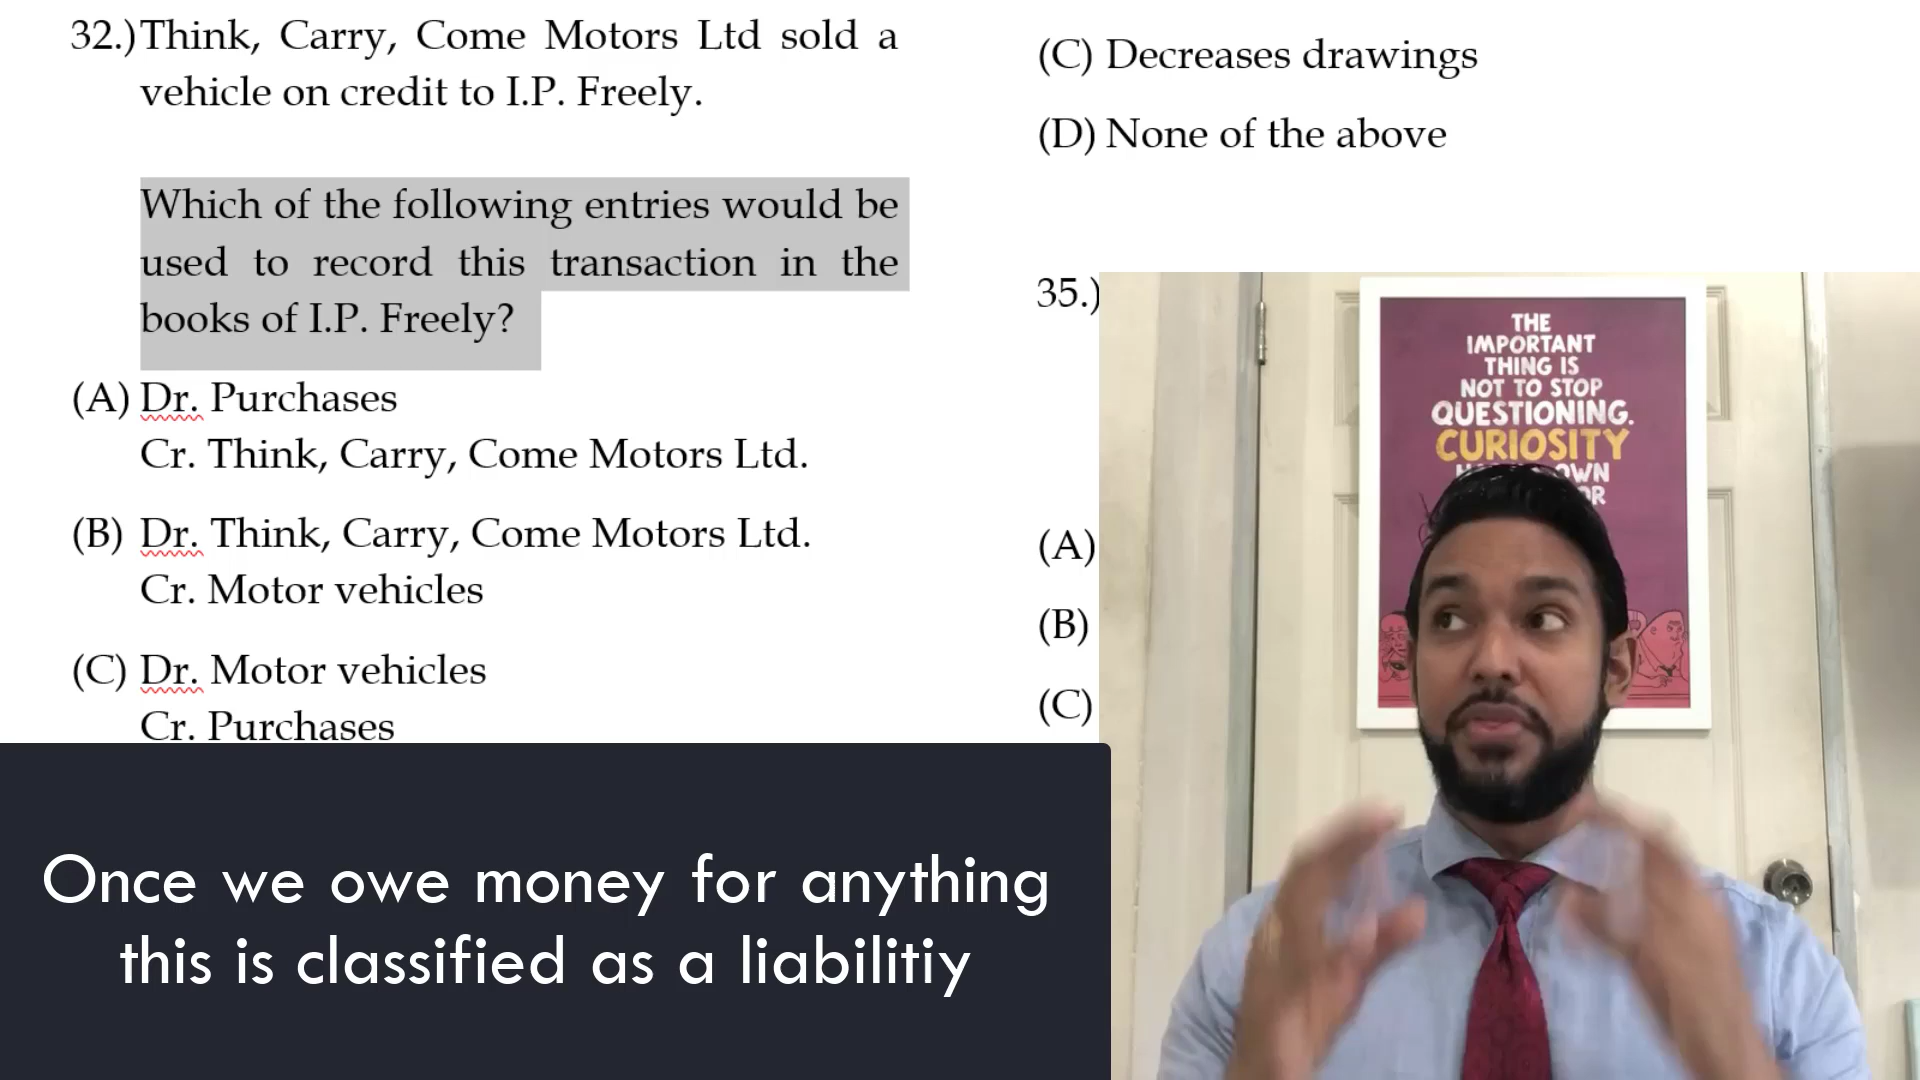 32.) Think, Carry, Come Motors Ltd sold a
vehicle on credit to I.P. Freely.
Which of the following entries would be
used to record this transaction in the
books of I.P. Freely?
(A) Dr. Purchases
Cr. Think, Carry, Come Motors Ltd.
(B) Dr. Think, Carry, Come Motors Ltd.
Cr. Motor vehicles
(C) Dr. Motor vehicles
Cr. Purchases
Once we owe money for anything
this is classified as a liabilitiy
(C) Decreases drawings
(D) None of the above
35.)
(A)
(B)
(C)
THE
IMPORTANT
THING IS
NOT TO STOP
QUESTIONING.
CURIOSITY